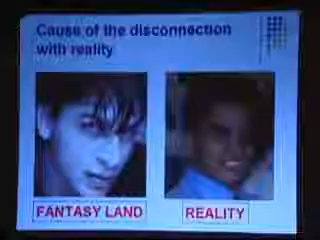 Cause of the disconnection
with reality
FANTASY LAND
REALITY